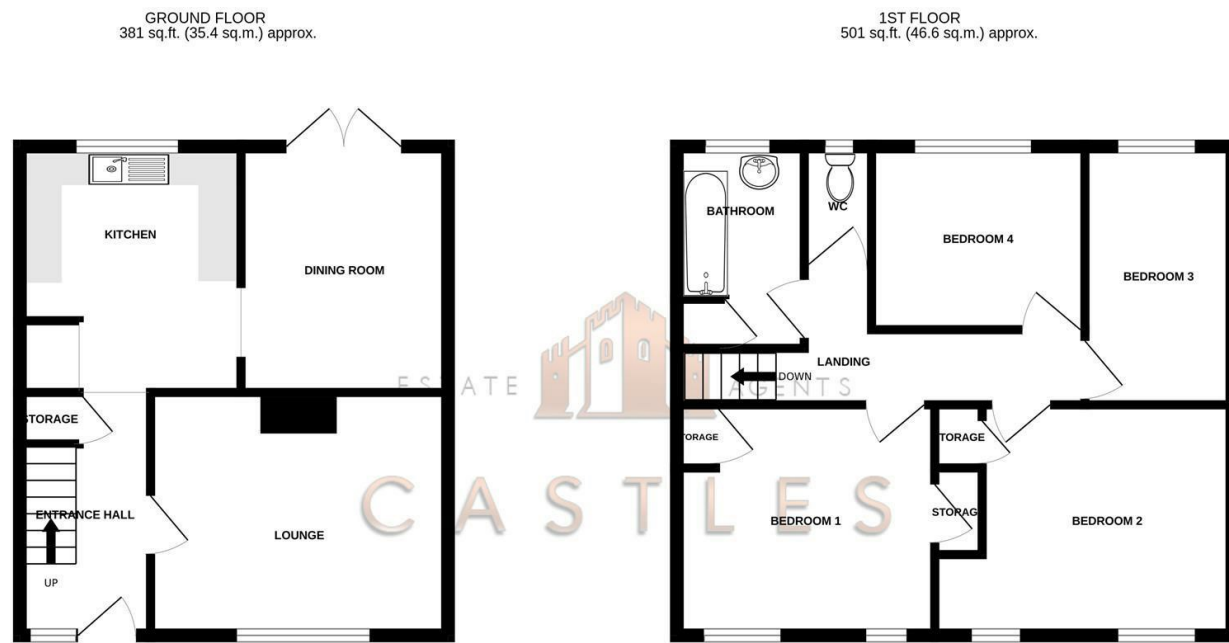 GROUND FLOOR
381 sq.ft. (35.4 sq.m.) approx.
1ST FLOOR
501 sq.ft. (46.6 sq.m.) approx.
KITCHEN
DINING ROOM
STORAGE
ENTRANCE HALL
UP
LOUNGE
BATHROOM
WC
BEDROOM 4
BEDROOM 3
LANDING
DOWN
TORAGE
TORAGE
STORAG
BEDROOM 1
BEDROOM 2
ESTATE AGENTS
CASTLES